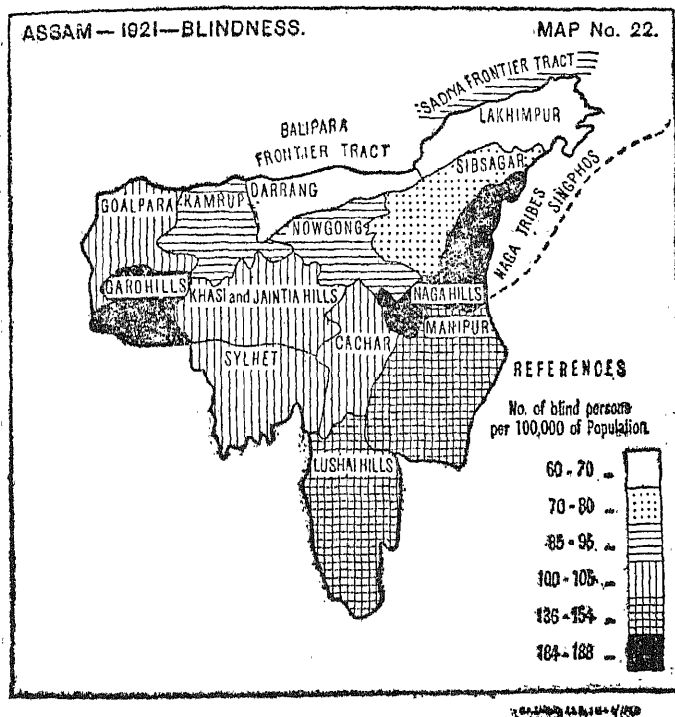 ASSAM — 1921 — BLINDNESS.
MAP No. 22.
SADIYA FRONTIER TRACT
LAKHIMPUR
BALIPARA
FRONTIER TRACT
SIBSAGAR
DARRANG
GOALPARA
KAMRUP
NOWGONG
NAGA TRIBES
SINGPHOS
GARO HILLS
KHASI and JAINTIA HILLS
NAGA HILLS
MANIPUR
CACHAR
SYLHET
LUSHAI HILLS
REFERENCES
No. of blind persons
per 100,000 of Population.
60 - 70 "
70 - 80 "
85 - 95 "
100 - 105 "
136 - 154 "
184 - 188 "